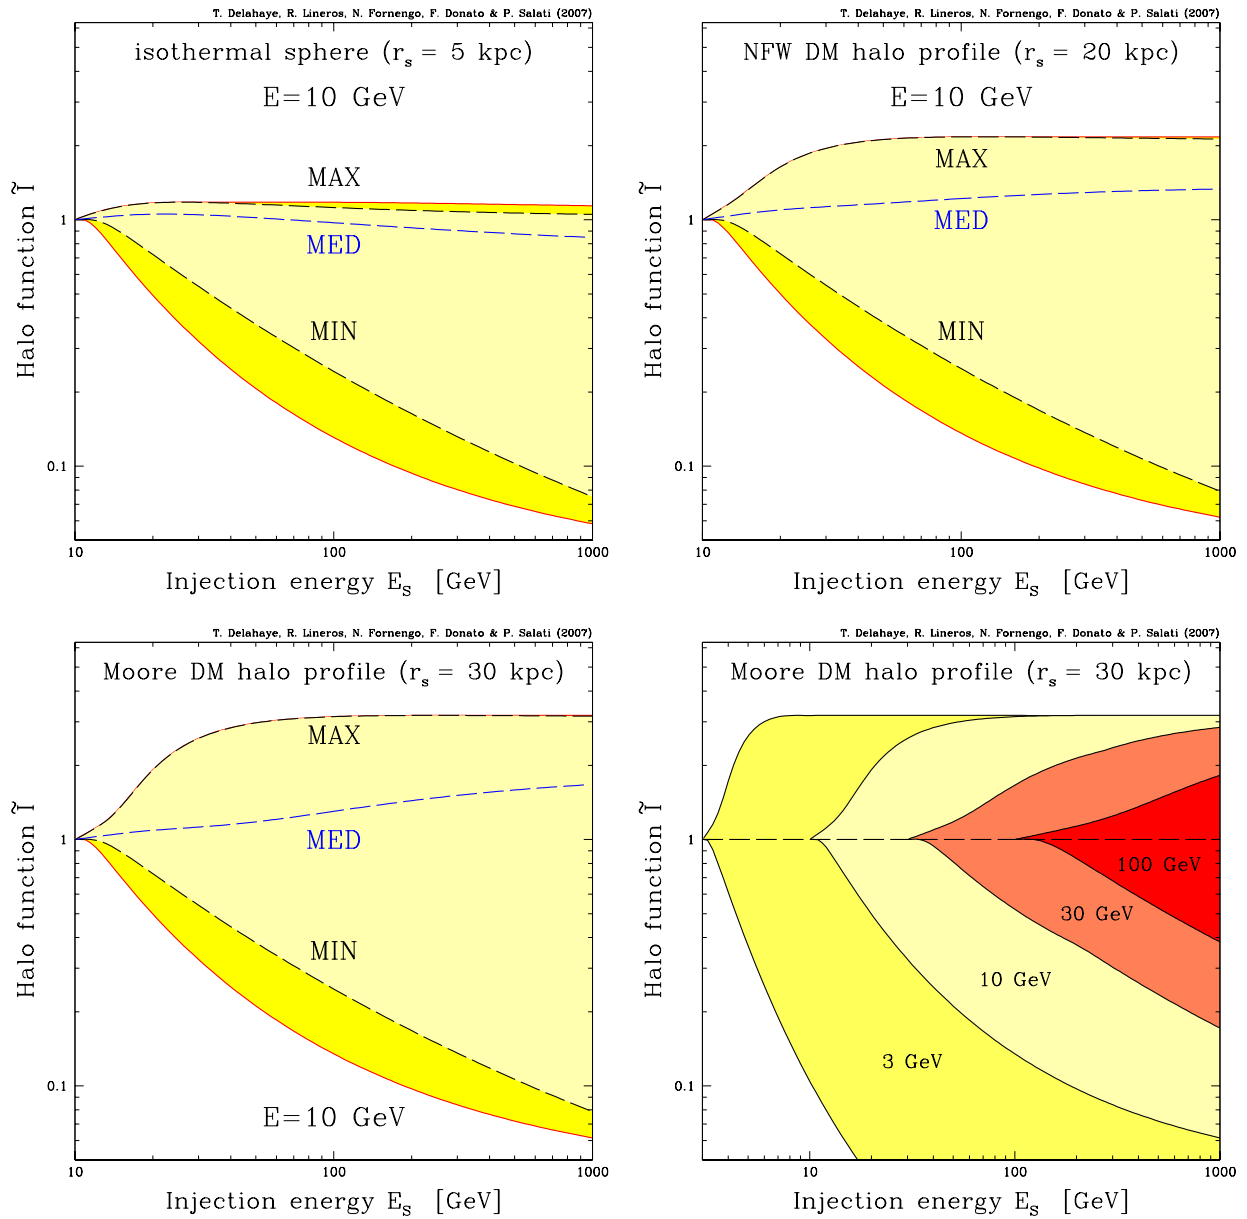 T. Delahaye, R. Lineros, N. Fornengo, F. Donato & P. Salati (2007)
isothermal sphere (rs = 5 kpc)
E=10 GeV
MAX
MED
MIN
Halo function Ĩ
1
0.1
10
100
1000
Injection energy ES [GeV]
T. Delahaye, R. Lineros, N. Fornengo, F. Donato & P. Salati (2007)
NFW DM halo profile (rs = 20 kpc)
E=10 GeV
MAX
MED
MIN
Halo function Ĩ
1
0.1
10
100
1000
Injection energy ES [GeV]
T. Delahaye, R. Lineros, N. Fornengo, F. Donato & P. Salati (2007)
Moore DM halo profile (rs = 30 kpc)
MAX
MED
MIN
E=10 GeV
Halo function Ĩ
1
0.1
10
100
1000
Injection energy ES [GeV]
T. Delahaye, R. Lineros, N. Fornengo, F. Donato & P. Salati (2007)
Moore DM halo profile (rs = 30 kpc)
100 GeV
30 GeV
10 GeV
3 GeV
Halo function Ĩ
1
0.1
10
100
1000
Injection energy ES [GeV]